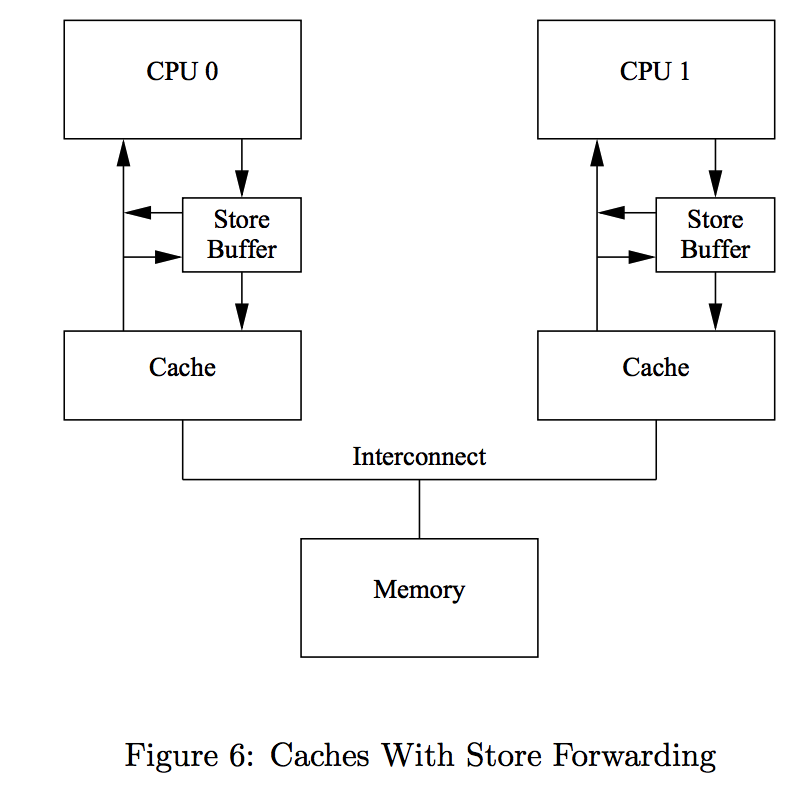 CPU 0
CPU 1
Store
Buffer
Store
Buffer
Cache
Cache
Interconnect
Memory
Figure 6: Caches With Store Forwarding